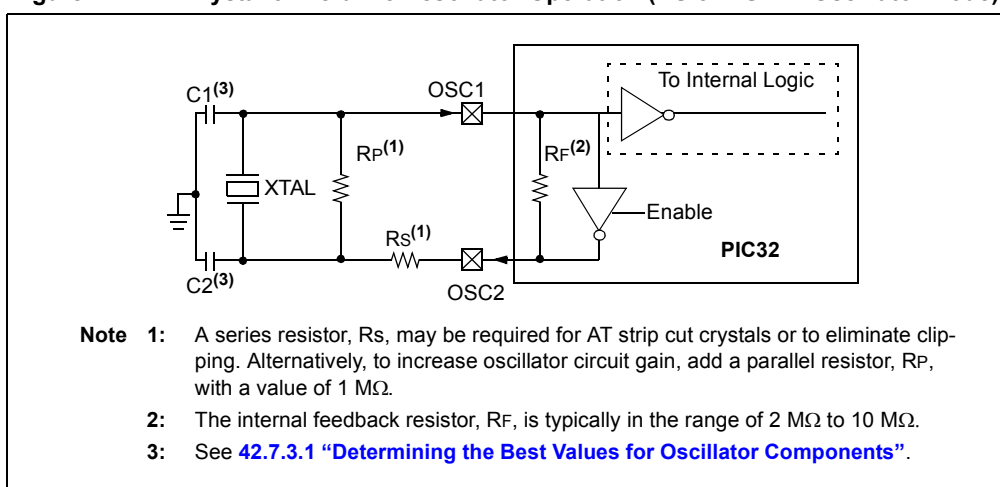 C1(3)
OSC1
To Internal Logic
RP(1)
RF(2)
XTAL
Enable
RS(1)
PIC32
C2(3)
OSC2
Note 1: A series resistor, Rs, may be required for AT strip cut crystals or to eliminate clip-
ping. Alternatively, to increase oscillator circuit gain, add a parallel resistor, RP,
with a value of 1 MΩ.
2: The internal feedback resistor, RF, is typically in the range of 2 MΩ to 10 MΩ.
3: See 42.7.3.1 “Determining the Best Values for Oscillator Components”.